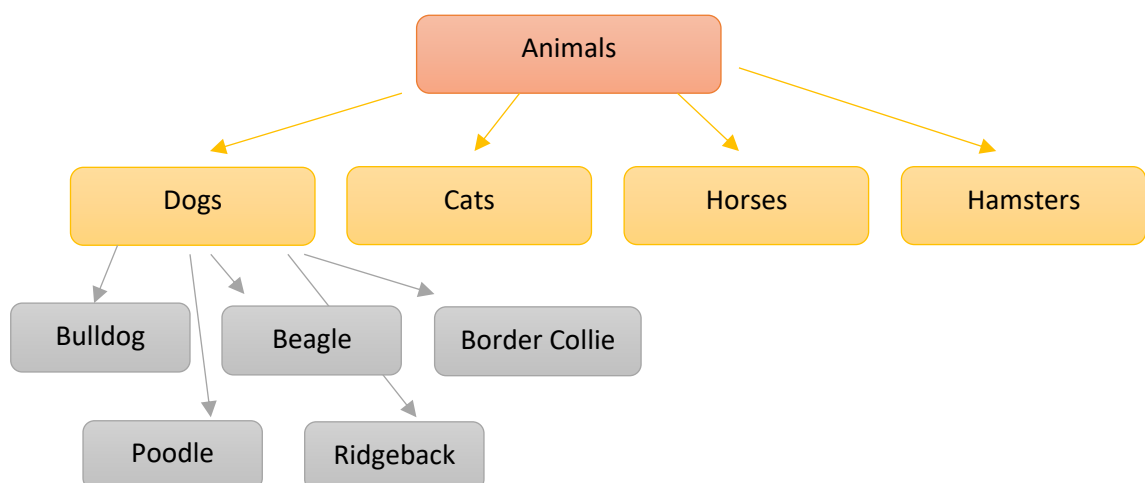 Animals
Dogs
Cats
Horses
Hamsters
Bulldog
Beagle
Border Collie
Poodle
Ridgeback